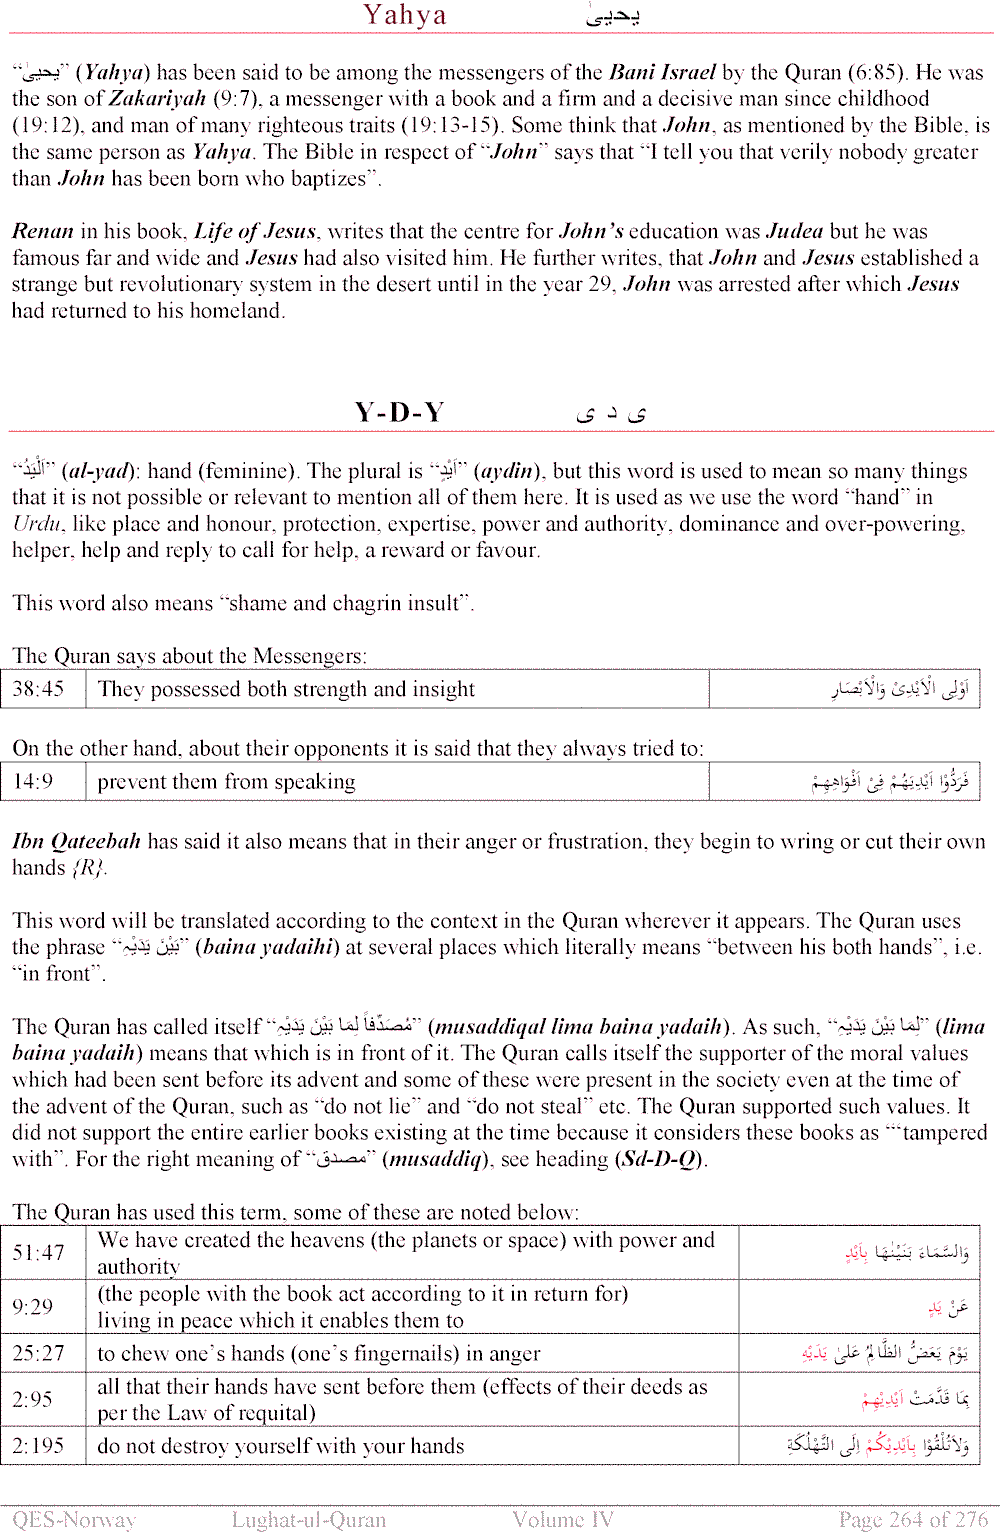 Yahya یحییٰ
“یحییٰ” (Yahya) has been said to be among the messengers of the Bani Israel by the Quran (6:85). He was
the son of Zakariyah (9:7), a messenger with a book and a firm and a decisive man since childhood
(19:12), and man of many righteous traits (19:13-15). Some think that John, as mentioned by the Bible, is
the same person as Yahya. The Bible in respect of “John” says that “I tell you that verily nobody greater
than John has been born who baptizes”.
Renan in his book, Life of Jesus, writes that the centre for John’s education was Judea but he was
famous far and wide and Jesus had also visited him. He further writes, that John and Jesus established a
strange but revolutionary system in the desert until in the year 29, John was arrested after which Jesus
had returned to his homeland.
Y-D-Y ی د ی
“اَلْیَدُ” (al-yad): hand (feminine). The plural is “اَیْدٍ” (aydin), but this word is used to mean so many things
that it is not possible or relevant to mention all of them here. It is used as we use the word “hand” in
Urdu, like place and honour, protection, expertise, power and authority, dominance and over-powering,
helper, help and reply to call for help, a reward or favour.
This word also means “shame and chagrin insult”.
The Quran says about the Messengers:
38:45 They possessed both strength and insight اُوْلِی الْاَیْدِیْ وَالْاَبْصَارِ
On the other hand, about their opponents it is said that they always tried to:
14:9 prevent them from speaking فَرَدُّوْا اَیْدِیَهُمْ فِیْ اَفْوَاهِهِمْ
Ibn Qateebah has said it also means that in their anger or frustration, they begin to wring or cut their own
hands {R}.
This word will be translated according to the context in the Quran wherever it appears. The Quran uses
the phrase “بَیْنَ یَدَیْہِ” (baina yadaihi) at several places which literally means “between his both hands”, i.e.
“in front”.
The Quran has called itself “مُصَدِّقاً لِمَا بَیْنَ یَدَیْہِ” (musaddiqal lima baina yadaih). As such, “لِمَا بَیْنَ یَدَیْہِ” (lima
baina yadaih) means that which is in front of it. The Quran calls itself the supporter of the moral values
which had been sent before its advent and some of these were present in the society even at the time of
the advent of the Quran, such as “do not lie” and “do not steal” etc. The Quran supported such values. It
did not support the entire earlier books existing at the time because it considers these books as “‘tampered
with”. For the right meaning of “مصدق” (musaddiq), see heading (Sd-D-Q).
The Quran has used this term, some of these are noted below:
51:47 We have created the heavens (the planets or space) with power and
authority وَالسَّمَاءَ بَنَیْنٰهَا بِاَیْدٍ
9:29 (the people with the book act according to it in return for)
living in peace which it enables them to عَنْ یَدٍ
25:27 to chew one’s hands (one’s fingernails) in anger یَوْمَ یَعَضُّ الظَّالِمُ عَلیٰ یَدَیْهِ
2:95 all that their hands have sent before them (effects of their deeds as
per the Law of requital) بِمَا قَدَّمَتْ اَیْدِیْهِمْ
2:195 do not destroy yourself with your hands وَلَاتُلْقُوْا بِاَیْدِیْکُمْ اِلَی التَّهْلُکَةِ
QES-Norway Lughat-ul-Quran Volume IV Page 264 of 276